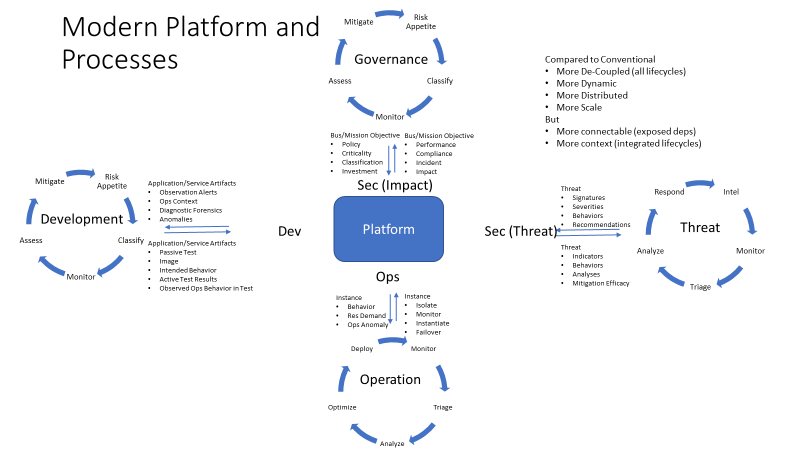 Modern Platform and
Processes
Mitigate
Risk
Appetite
Governance
Assess
Classify
Monitor
Compared to Conventional
• More De-Coupled (all lifecycles)
• More Dynamic
• More Distributed
• More Scale
But
• More connectable (exposed deps)
• More context (integrated lifecycles)
Bus/Mission Objective
• Policy
• Criticality
• Classification
• Investment
Bus/Mission Objective
• Performance
• Compliance
• Incident
• Impact
Sec (Impact)
Mitigate
Risk
Appetite
Development
Assess
Classify
Monitor
Application/Service Artifacts
• Observation Alerts
• Ops Context
• Diagnostic Forensics
• Anomalies
Application/Service Artifacts
• Passive Test
• Image
• Intended Behavior
• Active Test Results
• Observed Ops Behavior in Test
Dev
Platform
Sec (Threat)
Threat
• Signatures
• Severities
• Behaviors
• Recommendations
Threat
• Indicators
• Behaviors
• Analyses
• Mitigation Efficacy
Respond
Intel
Threat
Analyze
Monitor
Triage
Ops
Instance
• Behavior
• Res Demand
• Ops Anomaly
Instance
• Isolate
• Monitor
• Instantiate
• Failover
Deploy
Monitor
Operation
Optimize
Triage
Analyze